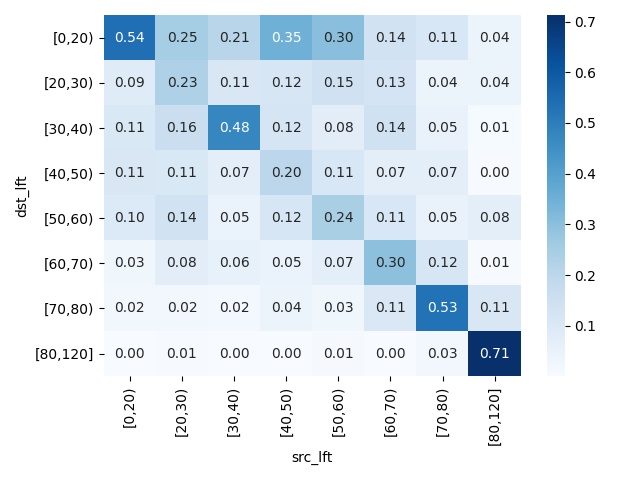 [0,20) 0.54 0.25 0.21 0.35 0.30 0.14 0.11 0.04
[20,30) 0.09 0.23 0.11 0.12 0.15 0.13 0.04 0.04
[30,40) 0.11 0.16 0.48 0.12 0.08 0.14 0.05 0.01
[40,50) 0.11 0.11 0.07 0.20 0.11 0.07 0.07 0.00
[50,60) 0.10 0.14 0.05 0.12 0.24 0.11 0.05 0.08
[60,70) 0.03 0.08 0.06 0.05 0.07 0.30 0.12 0.01
[70,80) 0.02 0.02 0.02 0.04 0.03 0.11 0.53 0.11
[80,120] 0.00 0.01 0.00 0.00 0.01 0.00 0.03 0.71
[0,20) [20,30) [30,40) [40,50) [50,60) [60,70) [70,80) [80,120]
src_lft
dst_lft
0.7
0.6
0.5
0.4
0.3
0.2
0.1